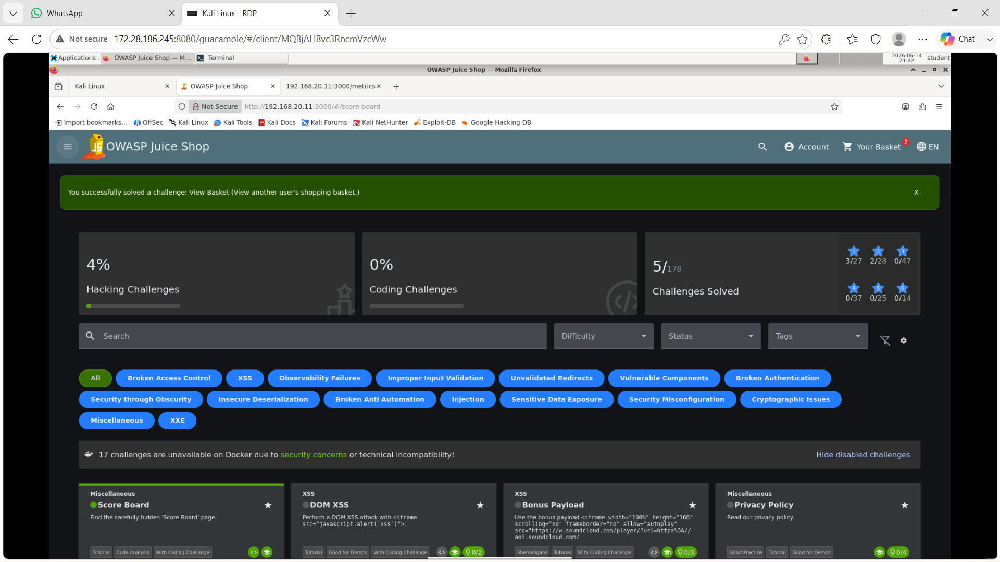 WhatsApp
Kali Linux - RDP
Not secure 172.28.186.245:8080/guacamole/#/client/MQBjAHBvc3RncmVzcWw
Chat
Applications
OWASP Juice Shop — M...
Terminal
2026-06-14
21:42
student
OWASP Juice Shop — Mozilla Firefox
Kali Linux
OWASP Juice Shop
192.168.20.11:3000/metrics
Not Secure http://192.168.20.11:3000/#/score-board
Import bookmarks... OffSec Kali Linux Kali Tools Kali Docs Kali Forums Kali NetHunter Exploit-DB Google Hacking DB
OWASP Juice Shop
Account
Your Basket 2
EN
You successfully solved a challenge: View Basket (View another user's shopping basket.)
X
4%
Hacking Challenges
0%
Coding Challenges
5/178
Challenges Solved
1 2 3
3/27 2/28 0/47
4 5 6
0/37 0/25 0/14
Search
Difficulty
Status
Tags
All Broken Access Control XSS Observability Failures Improper Input Validation Unvalidated Redirects Vulnerable Components Broken Authentication
Security through Obscurity Insecure Deserialization Broken Anti Automation Injection Sensitive Data Exposure Security Misconfiguration Cryptographic Issues
Miscellaneous XXE
17 challenges are unavailable on Docker due to security concerns or technical incompatibility!
Hide disabled challenges
Miscellaneous
Score Board
Find the carefully hidden 'Score Board' page.
Tutorial Code Analysis With Coding Challenge
XSS
DOM XSS
Perform a DOM XSS attack with <iframe
src="javascript:alert(`xss`)">.
Tutorial Good for Demos With Coding Challenge
0/2
XSS
Bonus Payload
Use the bonus payload <iframe width="100%" height="166"
scrolling="no" frameborder="no" allow="autoplay"
src="https://w.soundcloud.com/player/?url=https%3A//
api.soundcloud.com/
Shenanigans Tutorial With Coding Challenge
0/3
Miscellaneous
Privacy Policy
Read our privacy policy.
Good Practice Tutorial Good for Demos
0/4